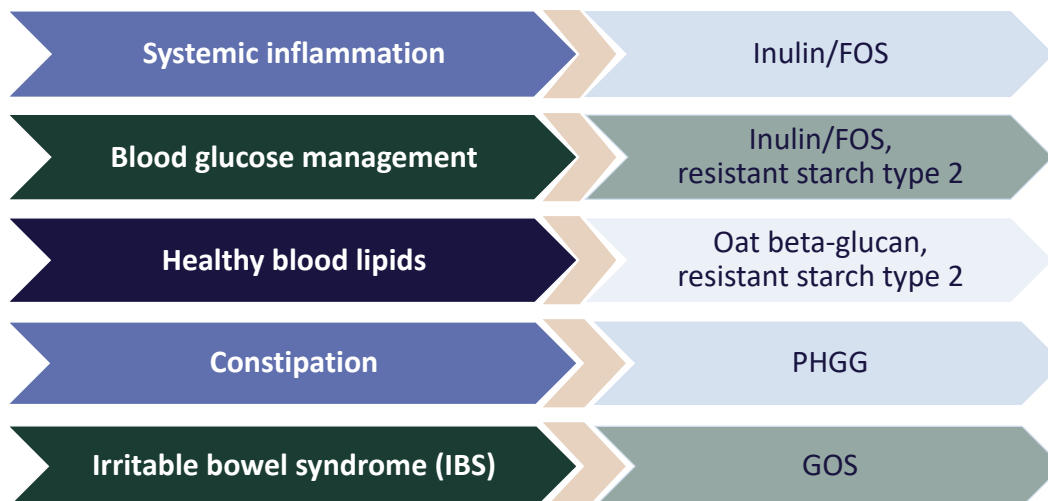 Systemic inflammation
Inulin/FOS
Blood glucose management
Inulin/FOS,
resistant starch type 2
Healthy blood lipids
Oat beta-glucan,
resistant starch type 2
Constipation
PHGG
Irritable bowel syndrome (IBS)
GOS